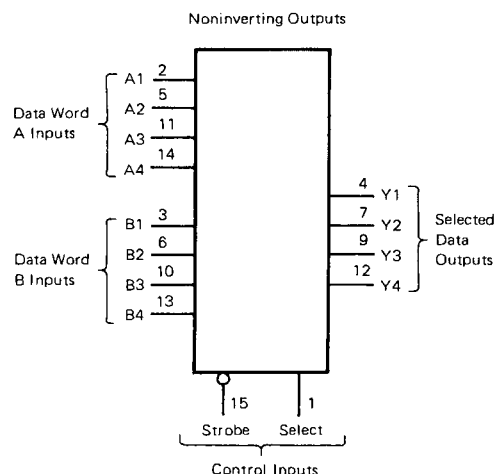 Noninverting Outputs
Data Word
A Inputs
A1 2
A2 5
A3 11
A4 14
Data Word
B Inputs
B1 3
B2 6
B3 10
B4 13
4 Y1
7 Y2
9 Y3
12 Y4
Selected
Data
Outputs
15 1
Strobe Select
Control Inputs